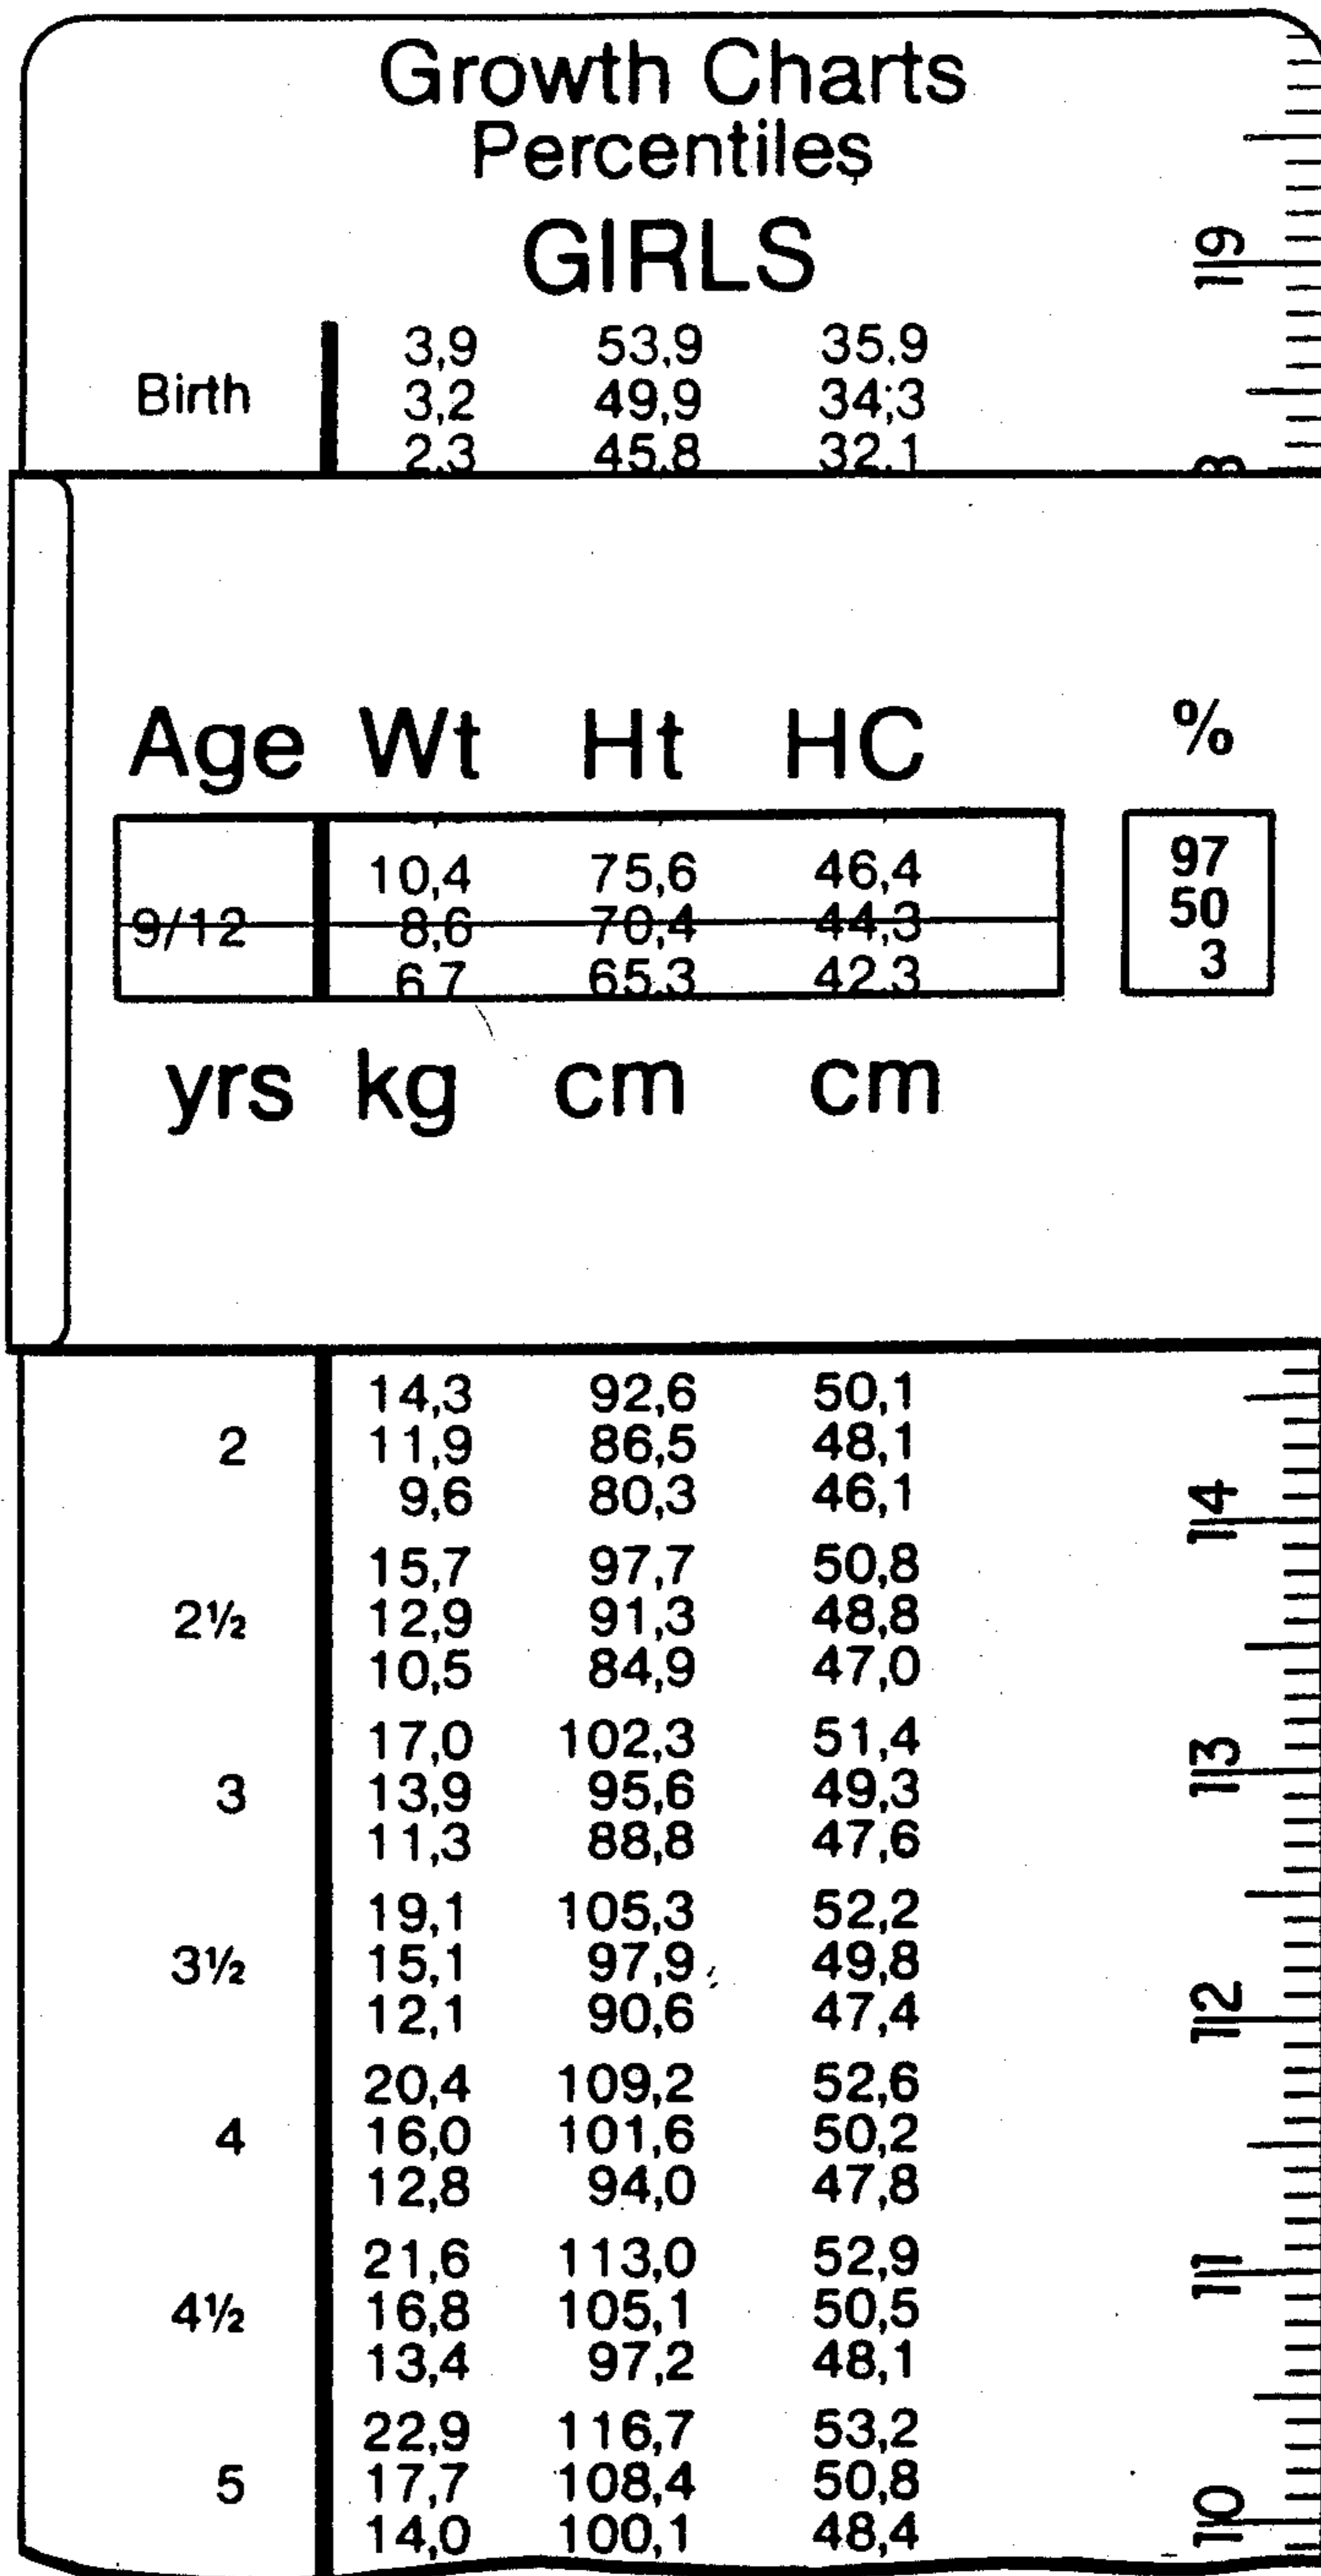 Growth Charts
Percentiles
GIRLS
19
3,9 53,9 35,9
Birth 3,2 49,9 34,3
2,3 45,8 32,1
Age Wt Ht HC %
10,4 75,6 46,4 97
9/12 8,6 70,4 44,3 50
6,7 65,3 42,3 3
yrs kg cm cm
14,3 92,6 50,1
2 11,9 86,5 48,1
9,6 80,3 46,1
14
15,7 97,7 50,8
2½ 12,9 91,3 48,8
10,5 84,9 47,0
17,0 102,3 51,4
13
3 13,9 95,6 49,3
11,3 88,8 47,6
19,1 105,3 52,2
3½ 15,1 97,9 49,8
12,1 90,6 47,4
12
20,4 109,2 52,6
4 16,0 101,6 50,2
12,8 94,0 47,8
21,6 113,0 52,9
11
4½ 16,8 105,1 50,5
13,4 97,2 48,1
22,9 116,7 53,2
5 17,7 108,4 50,8
14,0 100,1 48,4
10